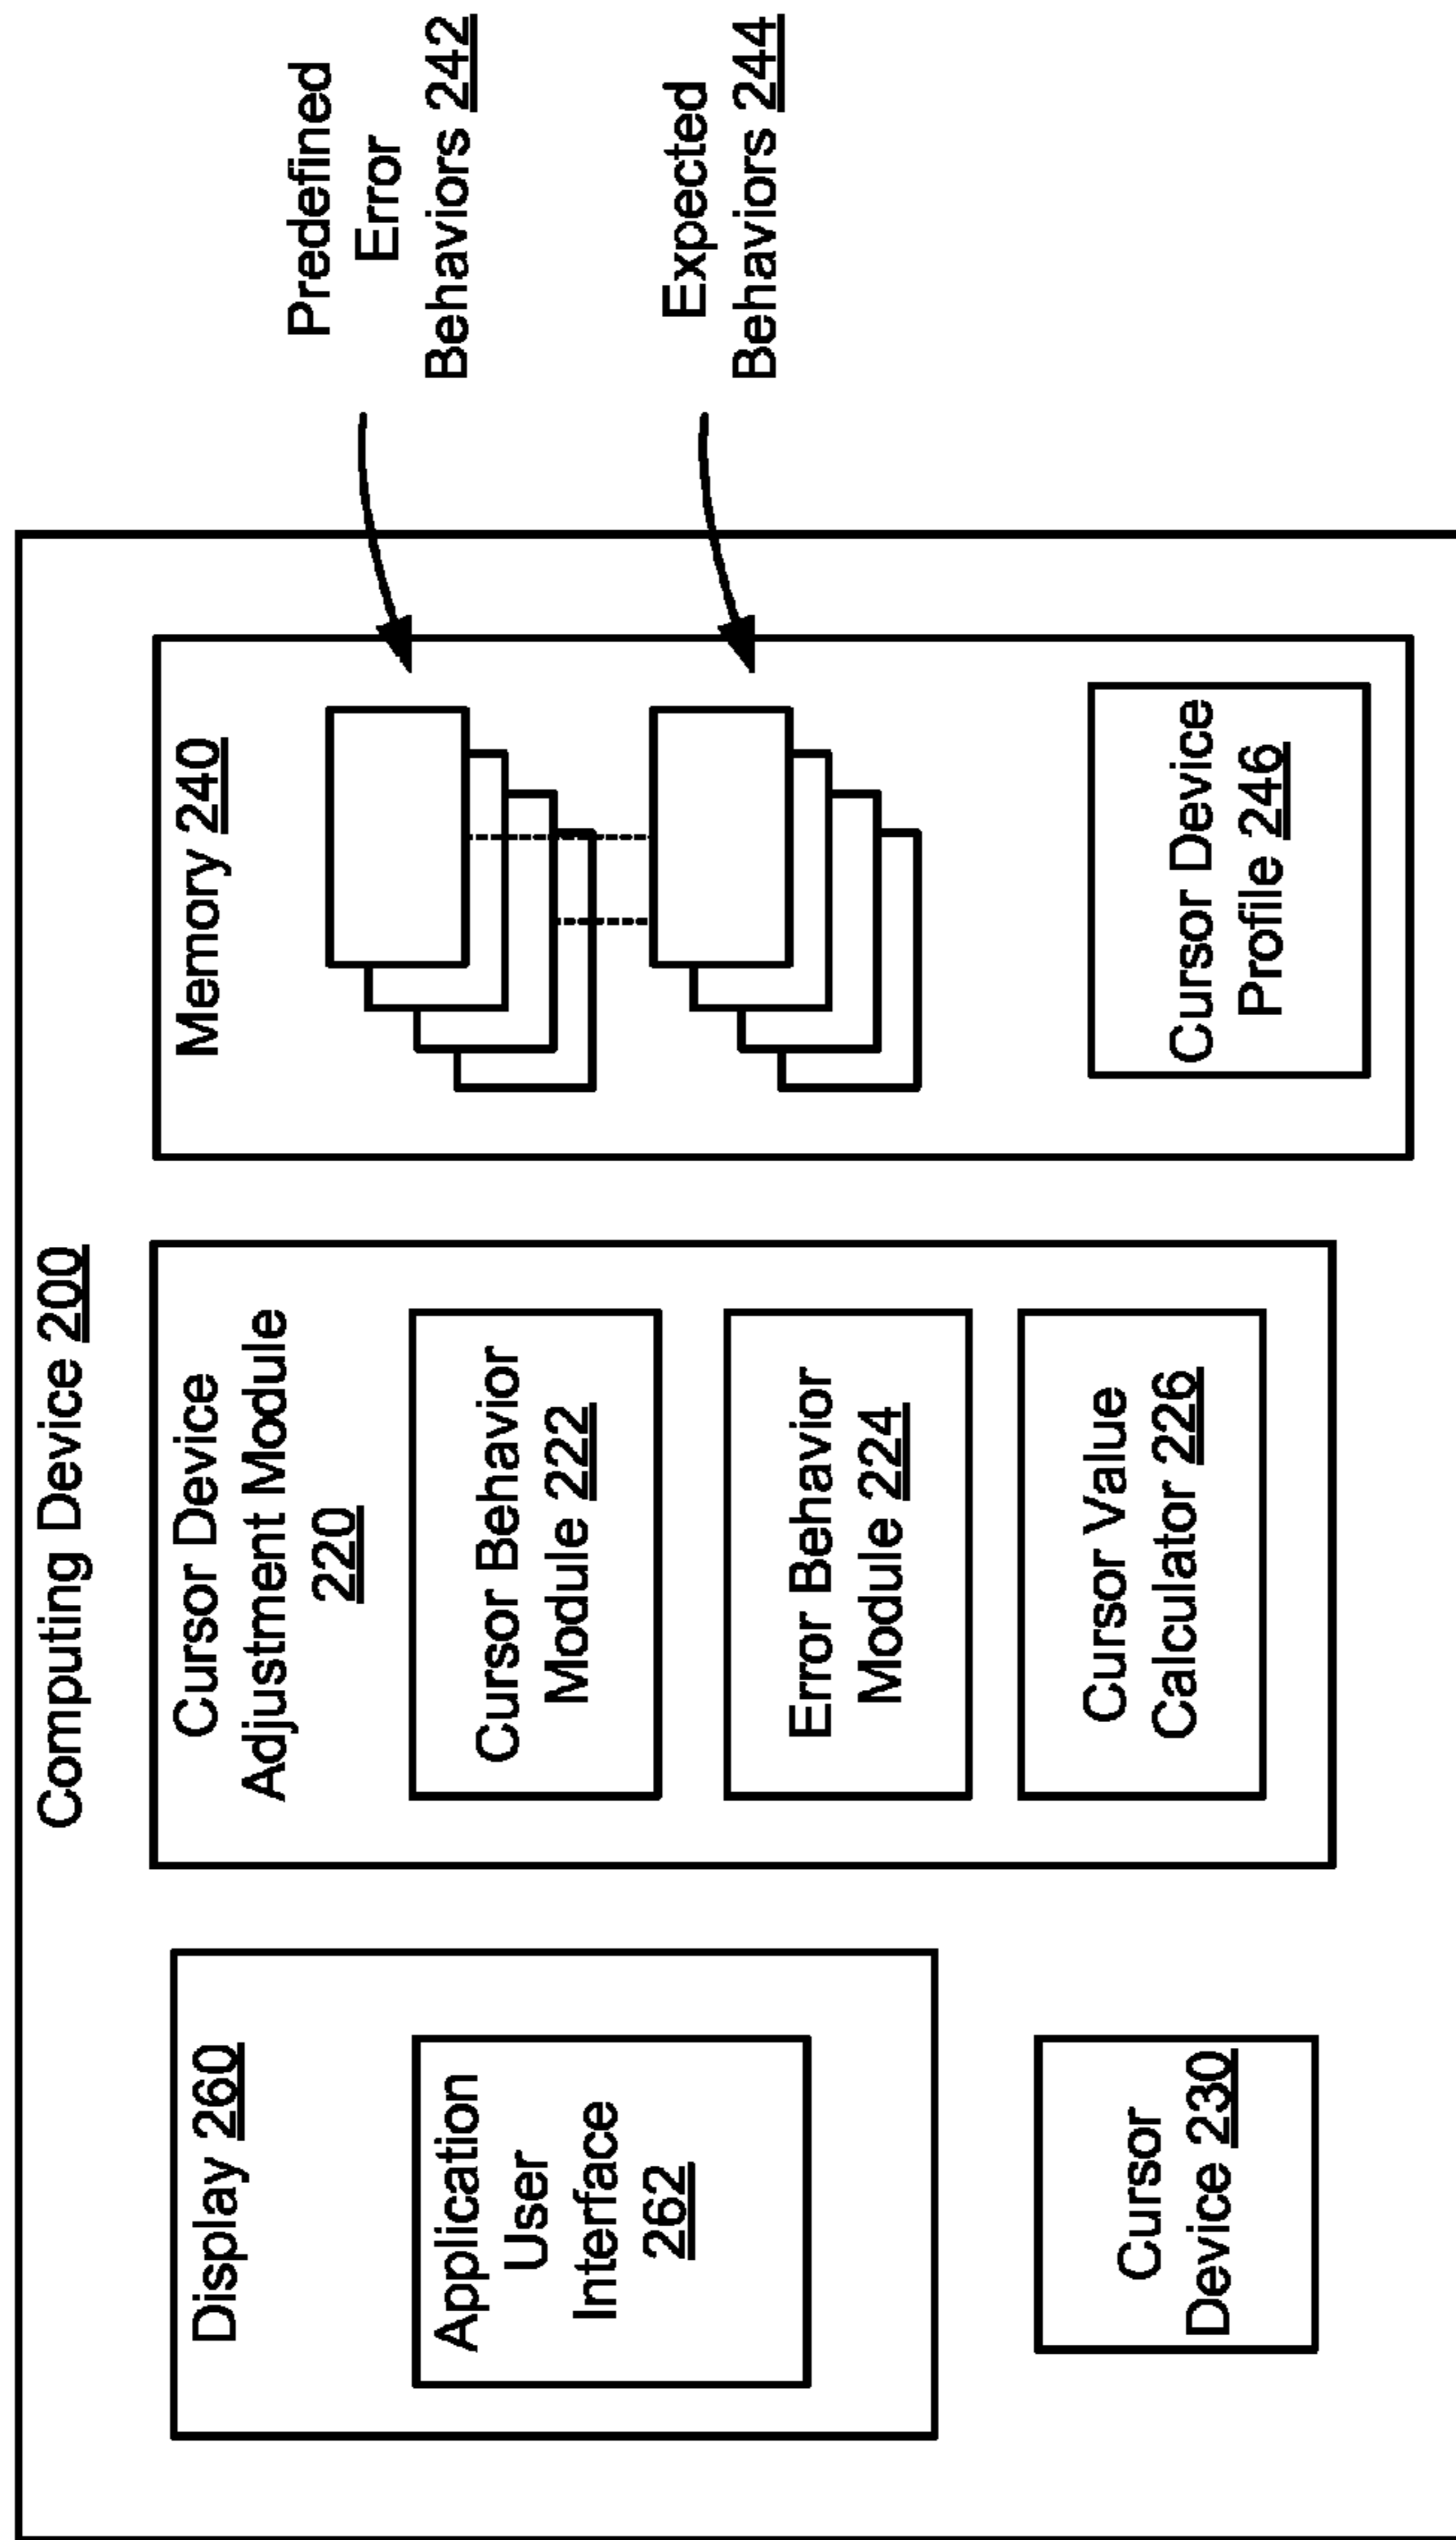 Computing Device 200
Display 260
Application
User
Interface
262
Cursor
Device 230
Cursor Device
Adjustment Module
220
Cursor Behavior
Module 222
Error Behavior
Module 224
Cursor Value
Calculator 226
Memory 240
Cursor Device
Profile 246
Predefined
Error
Behaviors 242
Expected
Behaviors 244